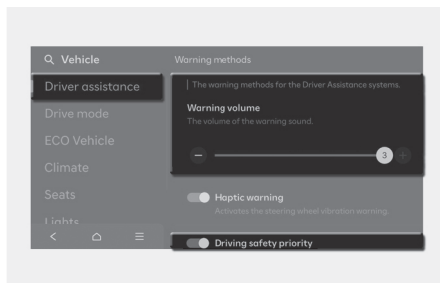 Vehicle
Warning methods
Driver assistance
The warning methods for the Driver Assistance systems.
Drive mode
Warning volume
The volume of the warning sound.
ECO Vehicle
3
Climate
Seats
Haptic warning
Activates the steering wheel vibration warning.
Lights
Driving safety priority